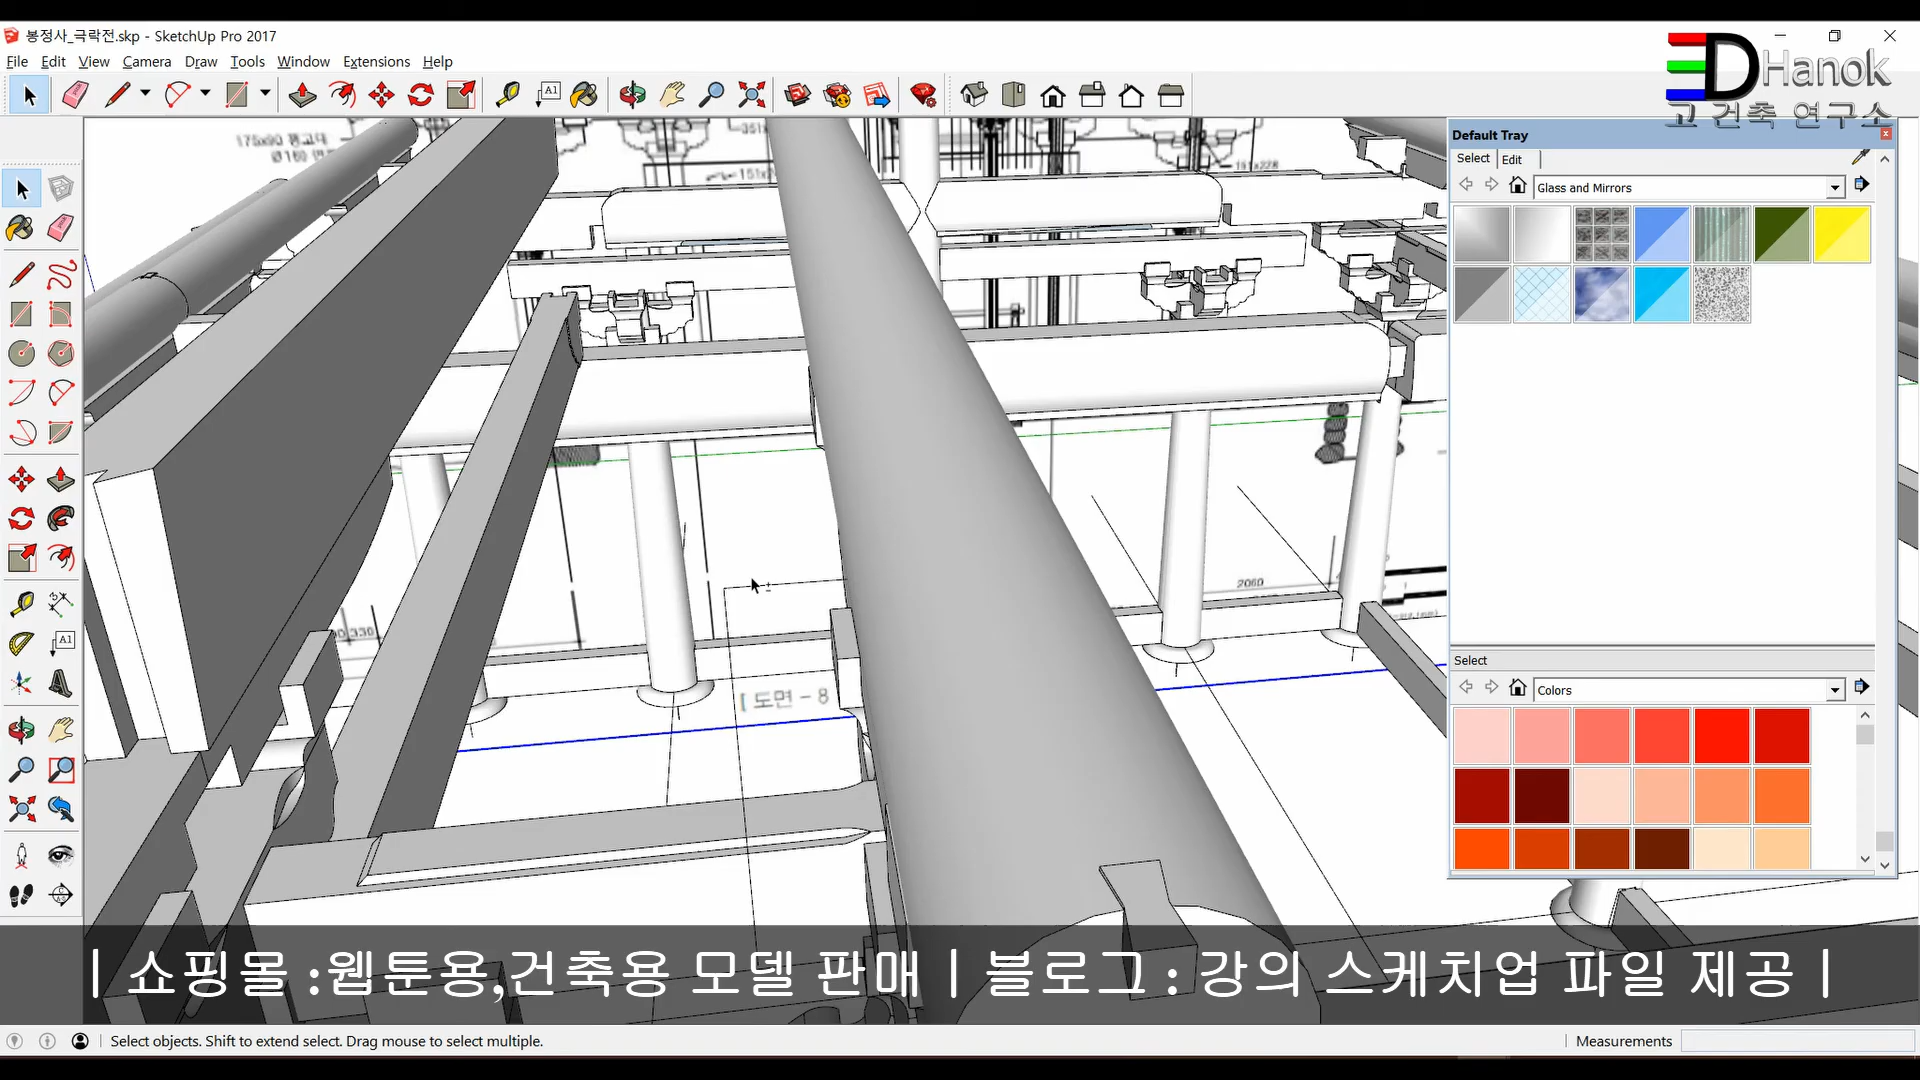 봉정사_극락전.skp - SketchUp Pro 2017
File Edit View Camera Draw Tools Window Extensions Help
DHanok
고 건축 연구소
Default Tray
Select Edit
Glass and Mirrors
2060
[ 도면 - 8
Select
Colors
| 쇼핑몰 :웹툰용,건축용 모델 판매 | 블로그 : 강의 스케치업 파일 제공 |
Select objects. Shift to extend select. Drag mouse to select multiple.
Measurements